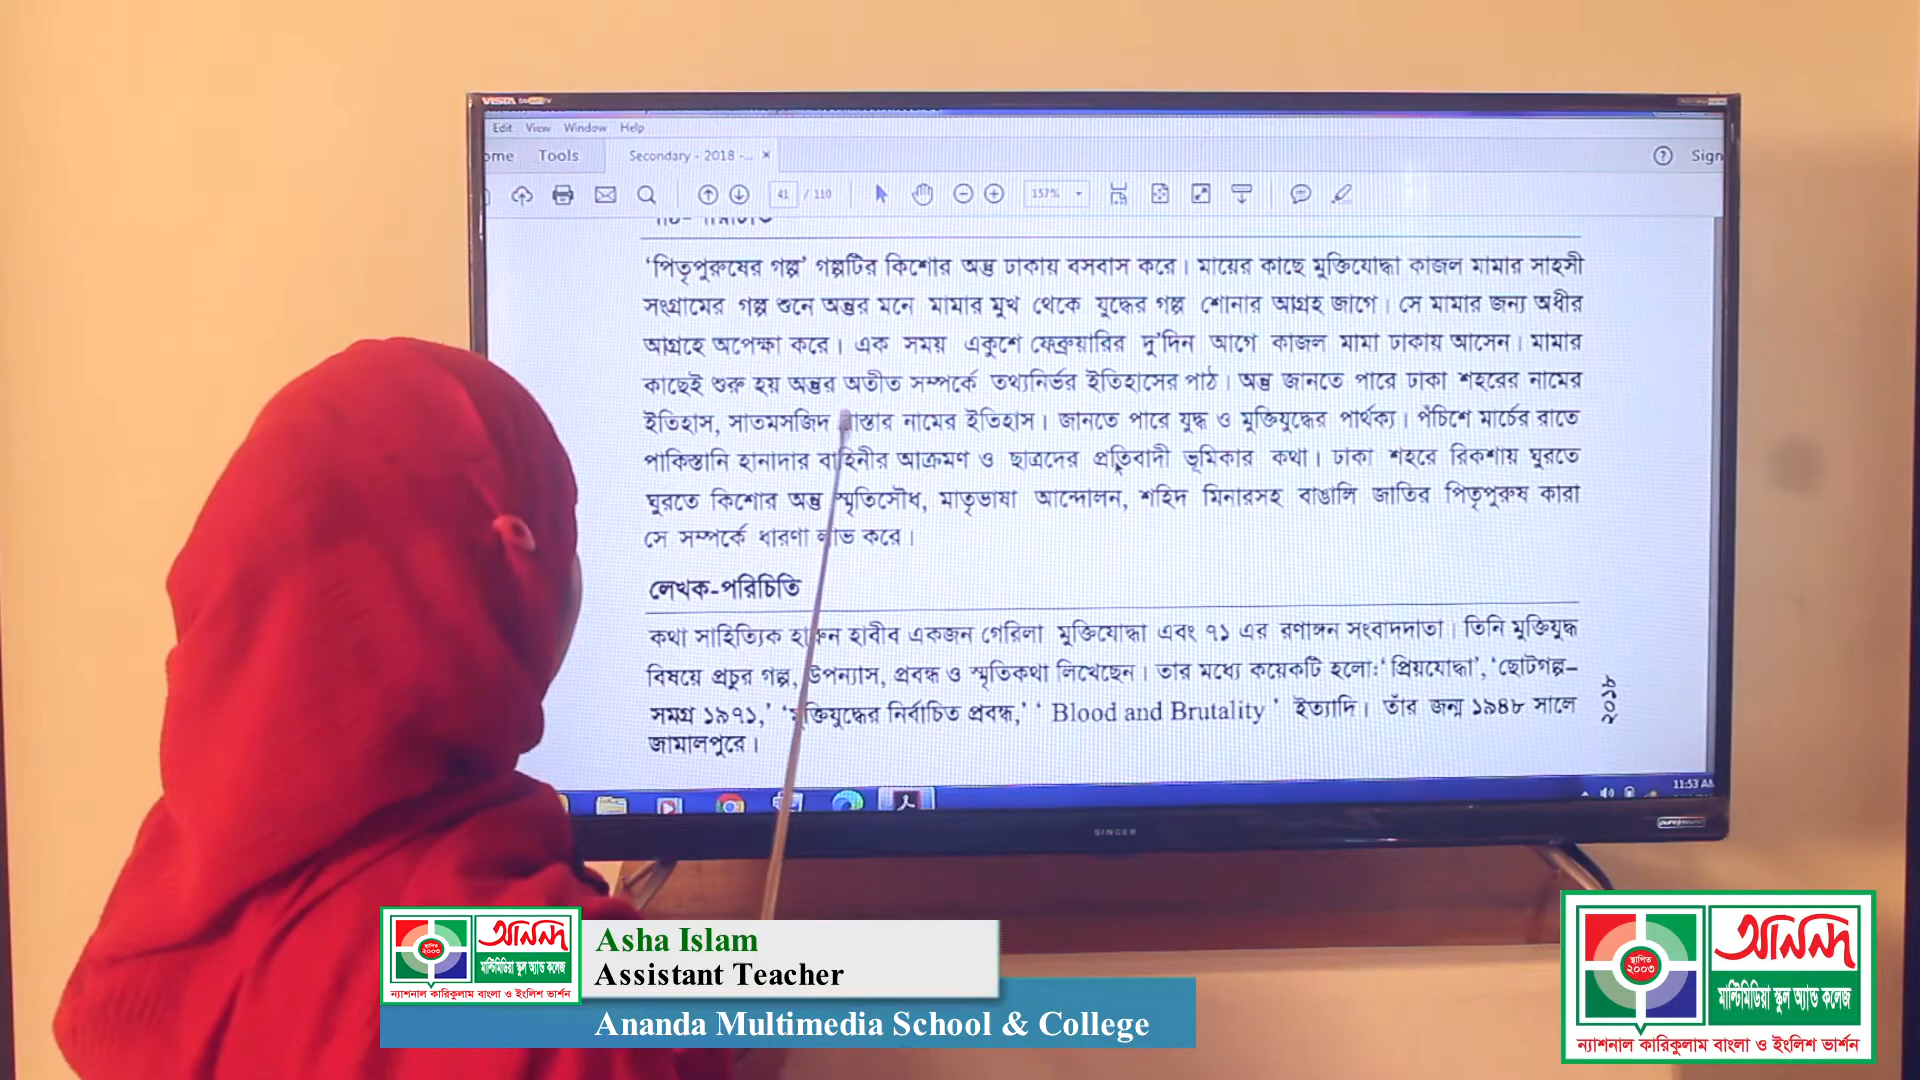 VISTA
Edit View Window Help
ome Tools Secondary - 2018 -... × ? Sign
41 / 110 157%
‘পিতৃপুরুষের গল্প’ গল্পটির কিশোর অন্তু ঢাকায় বসবাস করে। মায়ের কাছে মুক্তিযোদ্ধা কাজল মামার সাহসী
সংগ্রামের গল্প শুনে অন্তুর মনে মামার মুখ থেকে যুদ্ধের গল্প শোনার আগ্রহ জাগে। সে মামার জন্য অধীর
আগ্রহে অপেক্ষা করে। এক সময় একুশে ফেব্রুয়ারির দু’দিন আগে কাজল মামা ঢাকায় আসেন। মামার
কাছেই শুরু হয় অন্তুর অতীত সম্পর্কে তথ্যনির্ভর ইতিহাসের পাঠ। অন্তু জানতে পারে ঢাকা শহরের নামের
ইতিহাস, সাতমসজিদ রাস্তার নামের ইতিহাস। জানতে পারে যুদ্ধ ও মুক্তিযুদ্ধের পার্থক্য। পঁচিশে মার্চের রাতে
পাকিস্তানি হানাদার বাহিনীর আক্রমণ ও ছাত্রদের প্রতিবাদী ভূমিকার কথা। ঢাকা শহরে রিকশায় ঘুরতে
ঘুরতে কিশোর অন্তু স্মৃতিসৌধ, মাতৃভাষা আন্দোলন, শহিদ মিনারসহ বাঙালি জাতির পিতৃপুরুষ কারা
সে সম্পর্কে ধারণা লাভ করে।
লেখক-পরিচিতি
কথা সাহিত্যিক হারুন হাবীব একজন গেরিলা মুক্তিযোদ্ধা এবং ৭১ এর রণাঙ্গন সংবাদদাতা। তিনি মুক্তিযুদ্ধ
বিষয়ে প্রচুর গল্প, উপন্যাস, প্রবন্ধ ও স্মৃতিকথা লিখেছেন। তার মধ্যে কয়েকটি হলো: ‘প্রিয়যোদ্ধা’, ‘ছোটগল্প–
সমগ্র ১৯৭১,’ ‘মুক্তিযুদ্ধের নির্বাচিত প্রবন্ধ,’ ‘ Blood and Brutality ’ ইত্যাদি। তাঁর জন্ম ১৯৪৮ সালে
জামালপুরে।
২০১৮
11:53 AM
SINGER
Asha Islam
Assistant Teacher
Ananda Multimedia School & College
স্থাপিত
২০০৩
আনন্দ
মাল্টিমিডিয়া স্কুল অ্যান্ড কলেজ
ন্যাশনাল কারিকুলাম বাংলা ও ইংলিশ ভার্শন
স্থাপিত
২০০৩
আনন্দ
মাল্টিমিডিয়া স্কুল অ্যান্ড কলেজ
ন্যাশনাল কারিকুলাম বাংলা ও ইংলিশ ভার্শন